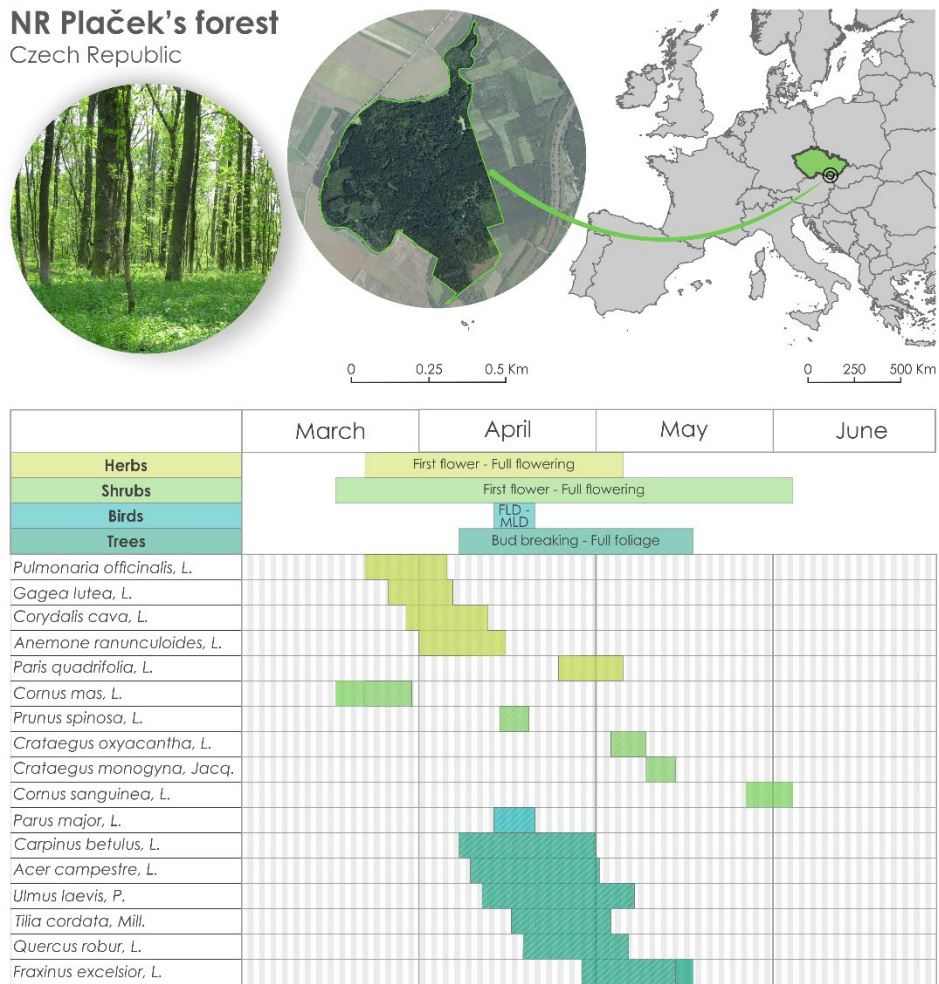 NR Plaček's forest
Czech Republic
0 0.25 0.5 Km
0 250 500 Km
March April May June
Herbs First flower - Full flowering
Shrubs First flower - Full flowering
Birds FLD -
MLD
Trees Bud breaking - Full foliage
Pulmonaria officinalis, L.
Gagea lutea, L.
Corydalis cava, L.
Anemone ranunculoides, L.
Paris quadrifolia, L.
Cornus mas, L.
Prunus spinosa, L.
Crataegus oxyacantha, L.
Crataegus monogyna, Jacq.
Cornus sanguinea, L.
Parus major, L.
Carpinus betulus, L.
Acer campestre, L.
Ulmus laevis, P.
Tilia cordata, Mill.
Quercus robur, L.
Fraxinus excelsior, L.